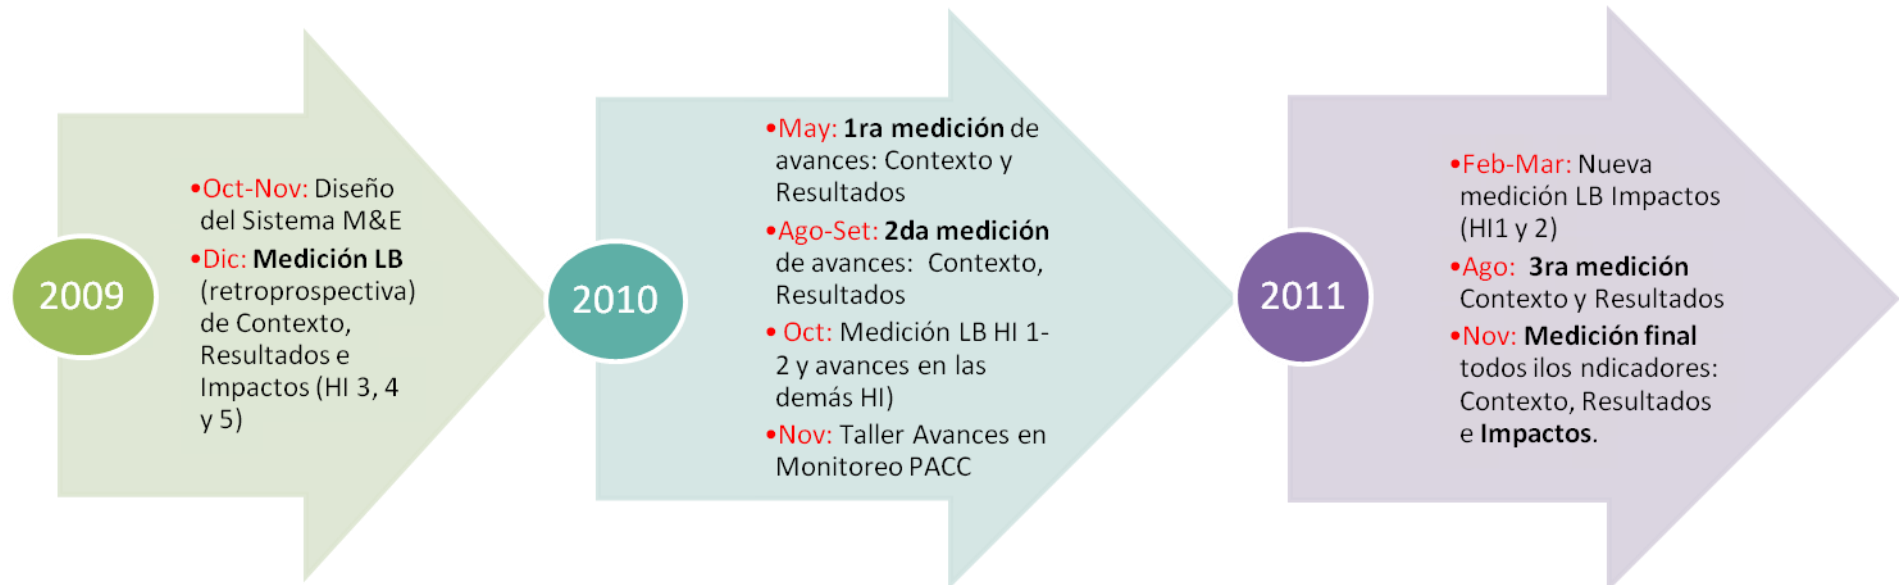 2009
•Oct-Nov: Diseño
del Sistema M&E
•Dic: Medición LB
(retroprospectiva)
de Contexto,
Resultados e
Impactos (HI 3, 4
y 5)
2010
•May: 1ra medición de
avances: Contexto y
Resultados
•Ago-Set: 2da medición
de avances: Contexto,
Resultados
• Oct: Medición LB HI 1-
2 y avances en las
demás HI)
•Nov: Taller Avances en
Monitoreo PACC
2011
•Feb-Mar: Nueva
medición LB Impactos
(HI1 y 2)
•Ago: 3ra medición
Contexto y Resultados
•Nov: Medición final
todos ilos ndicadores:
Contexto, Resultados
e Impactos.